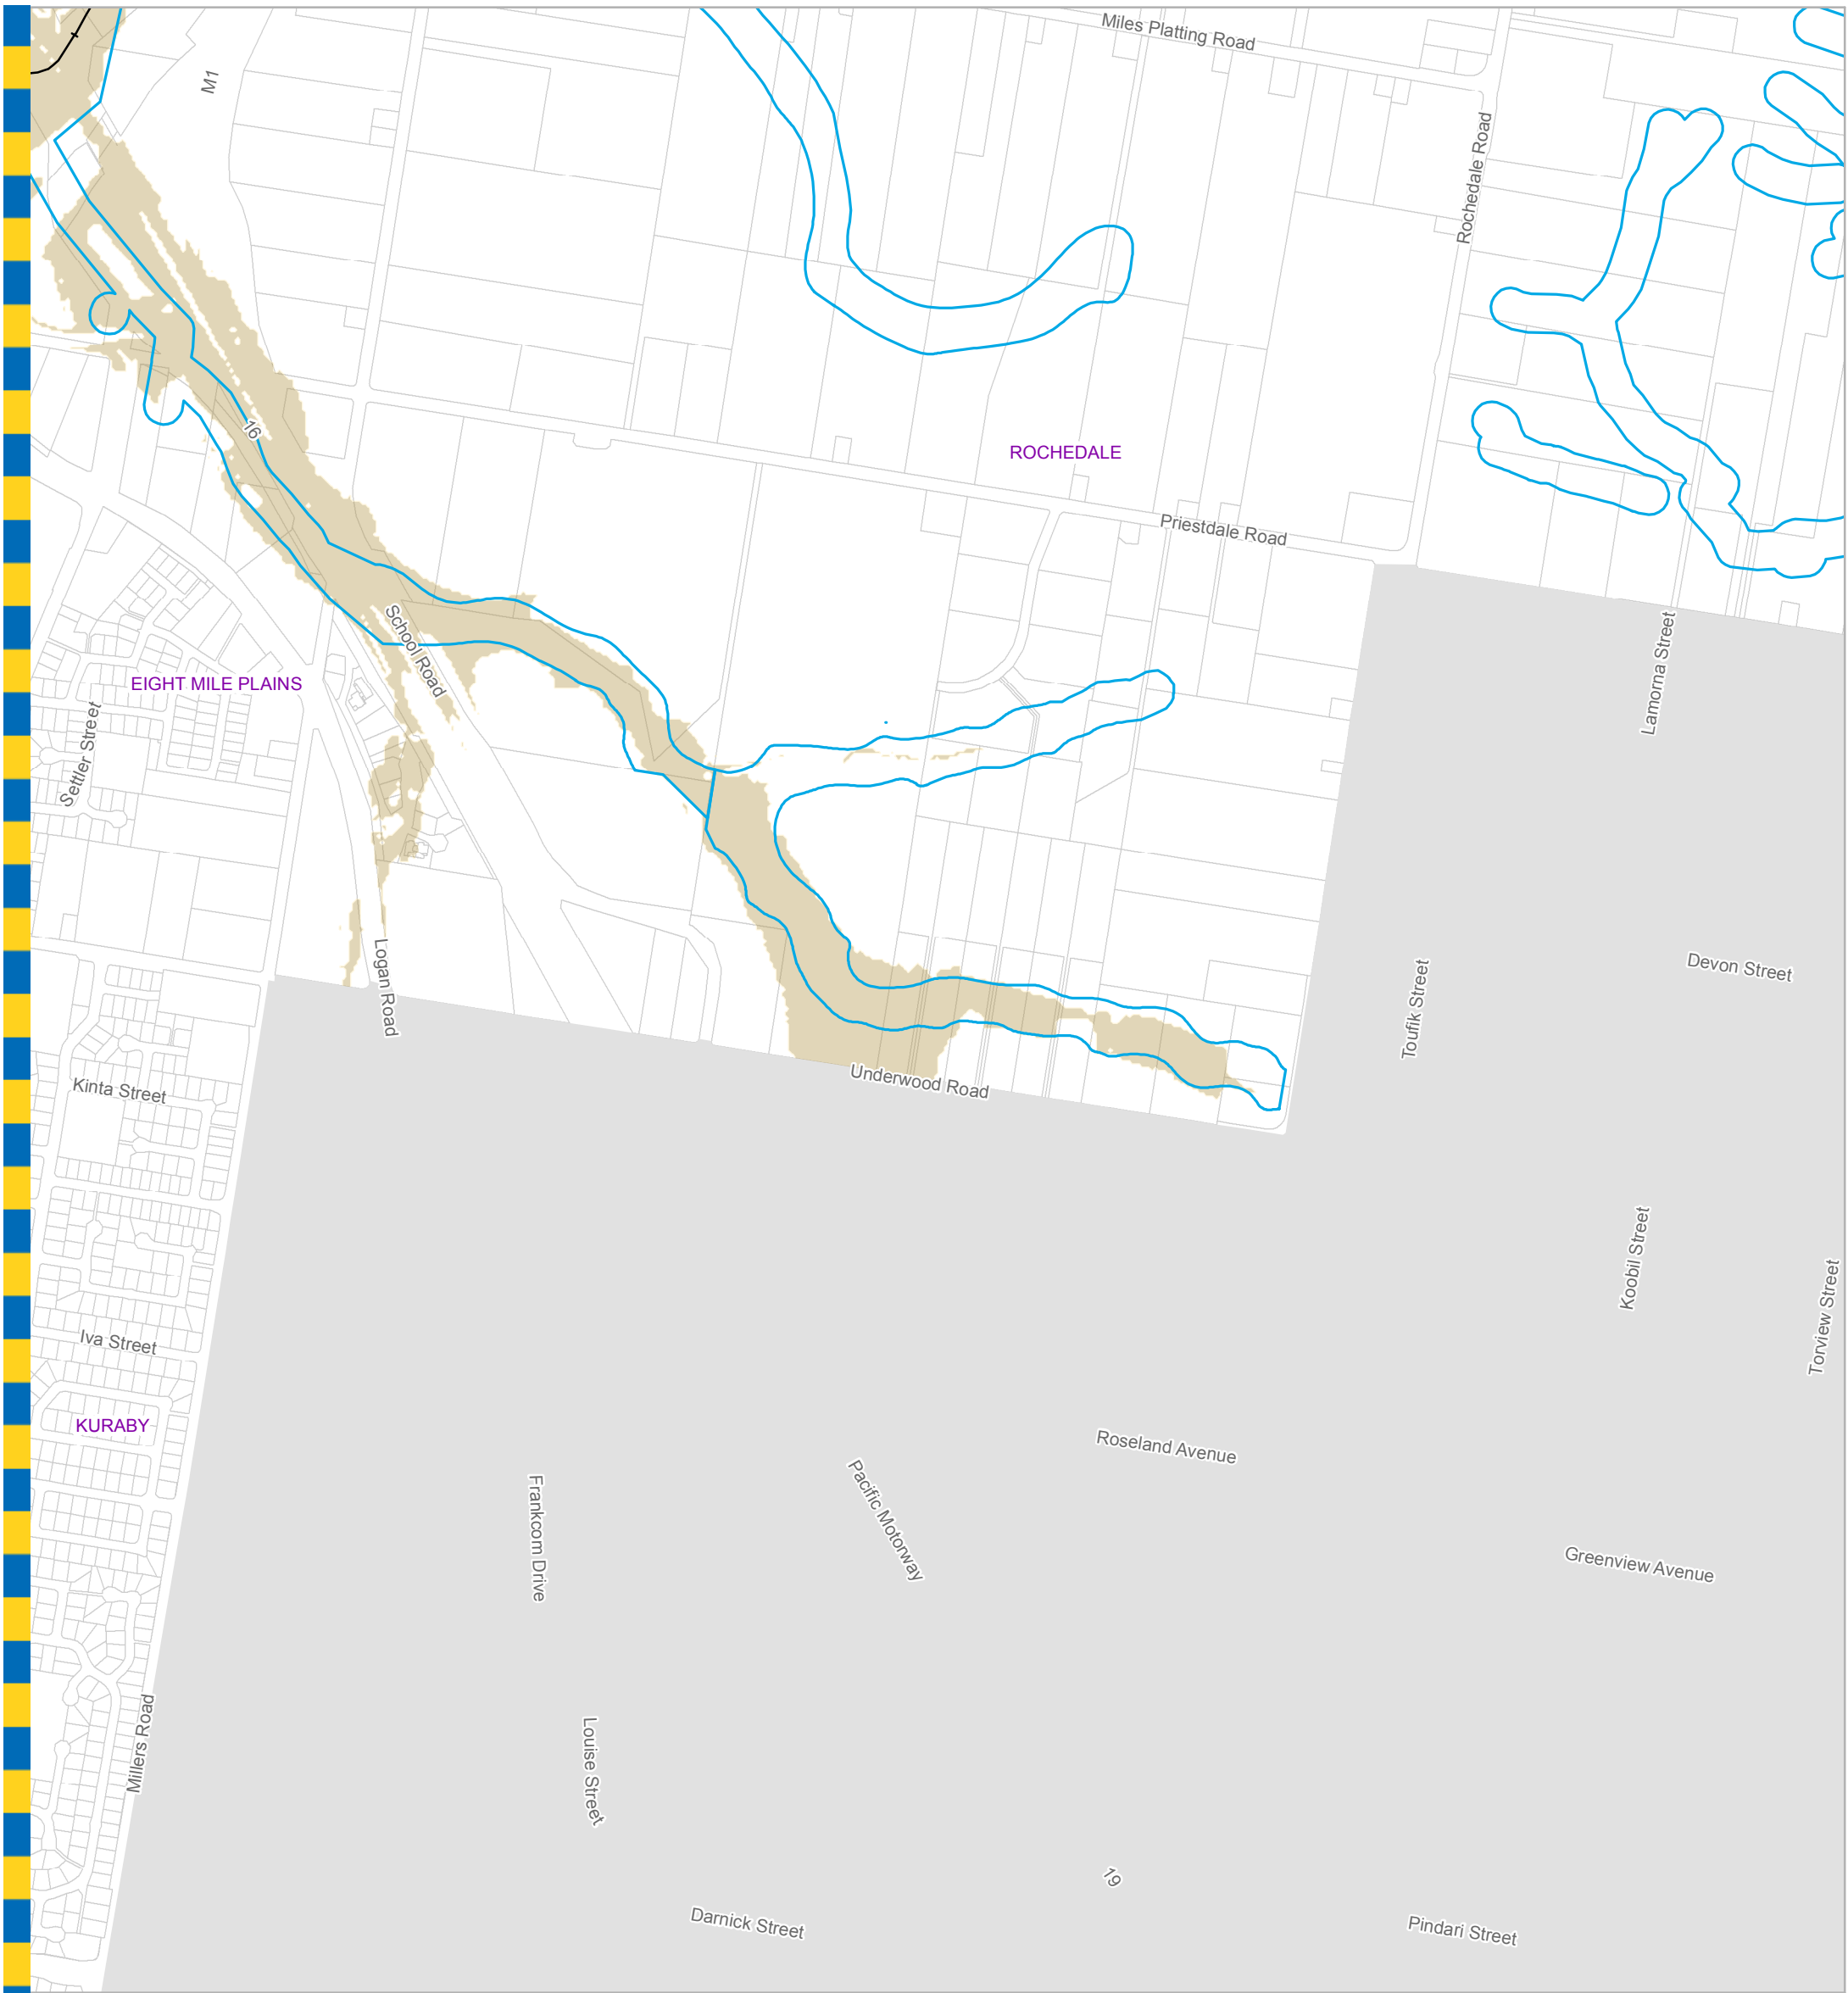 Miles Platting Road
M1
Rochedale Road
16
ROCHEDALE
Priestdale Road
School Road
EIGHT MILE PLAINS
Lamorna Street
Settler Street
Logan Road
Devon Street
Toufik Street
Underwood Road
Kinta Street
Koobil Street
Torview Street
Iva Street
KURABY
Roseland Avenue
Frankcom Drive
Pacific Motorway
Greenview Avenue
Millers Road
Louise Street
19
Darnick Street
Pindari Street